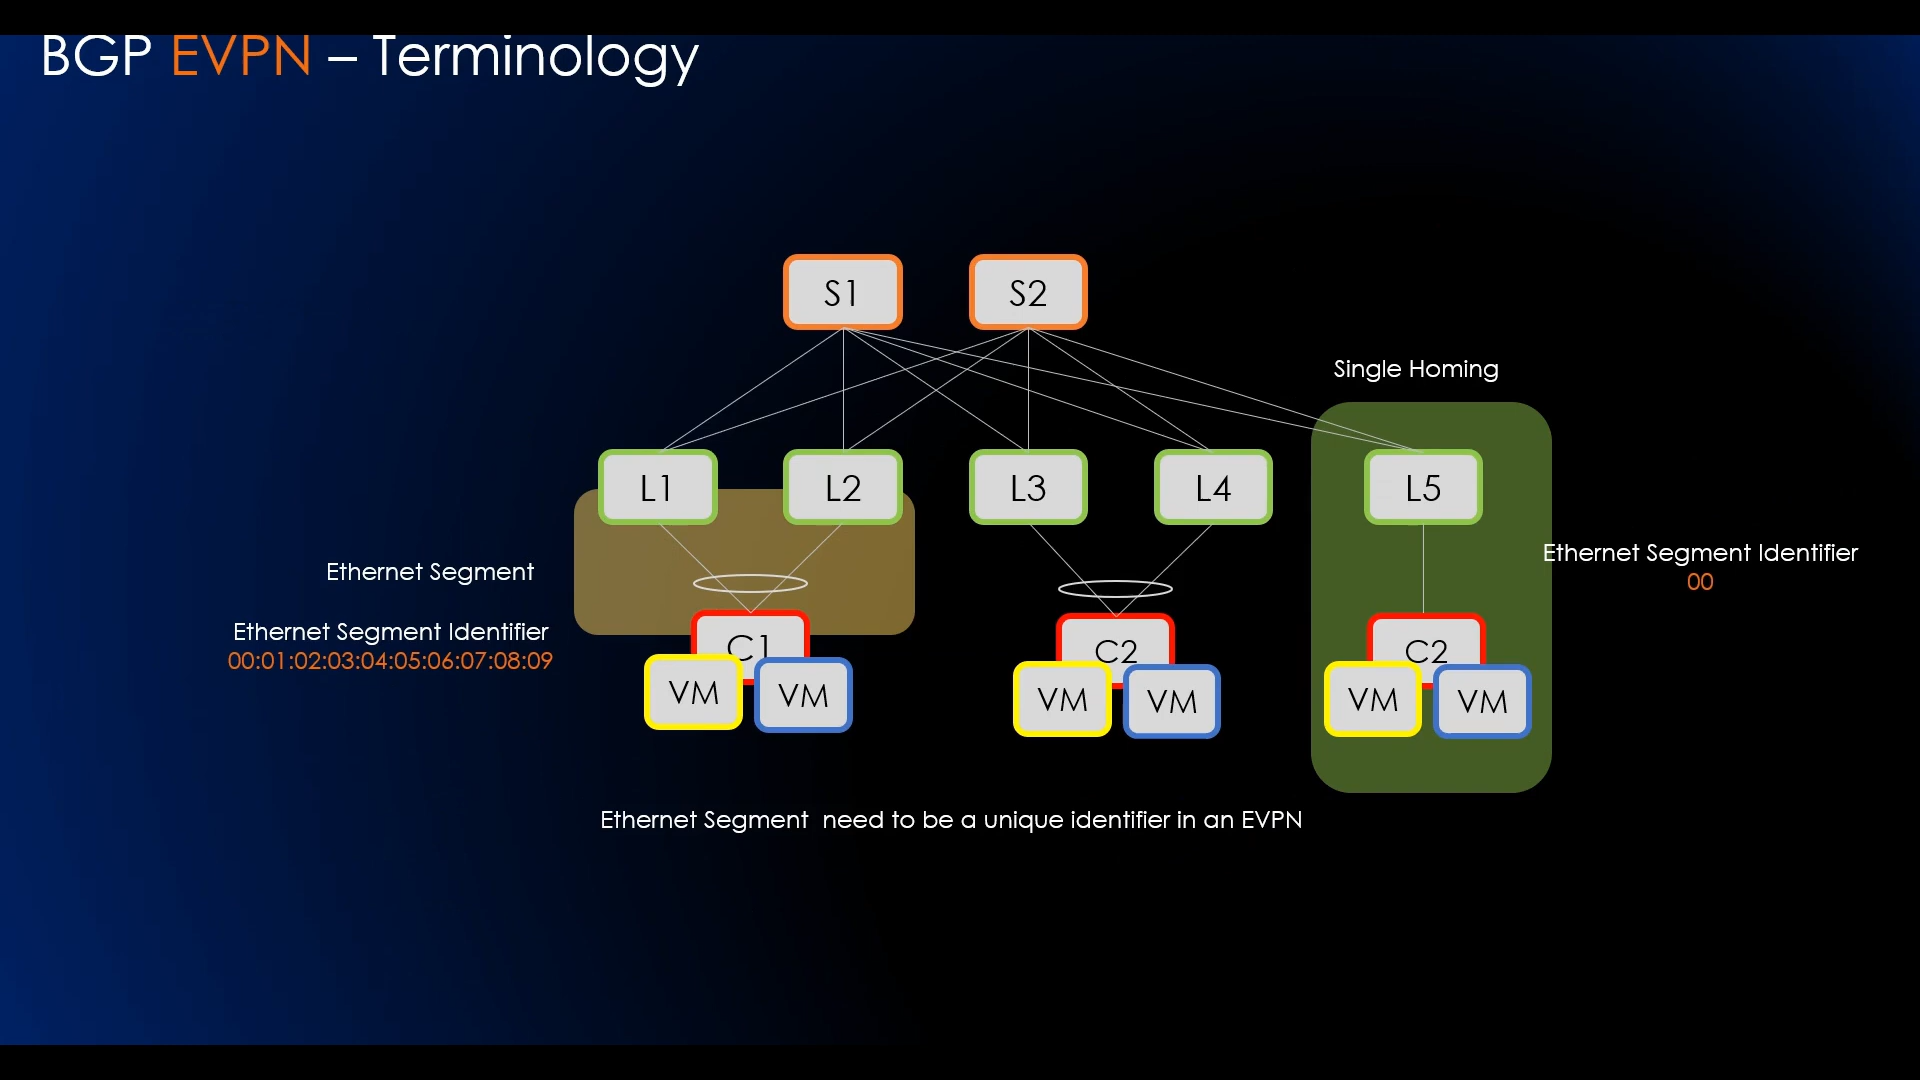 BGP EVPN – Terminology
S1
S2
Single Homing
L1
L2
L3
L4
L5
Ethernet Segment
Ethernet Segment Identifier
00:01:02:03:04:05:06:07:08:09
Ethernet Segment Identifier
00
C1
VM
VM
C2
VM
VM
C2
VM
VM
Ethernet Segment  need to be a unique identifier in an EVPN